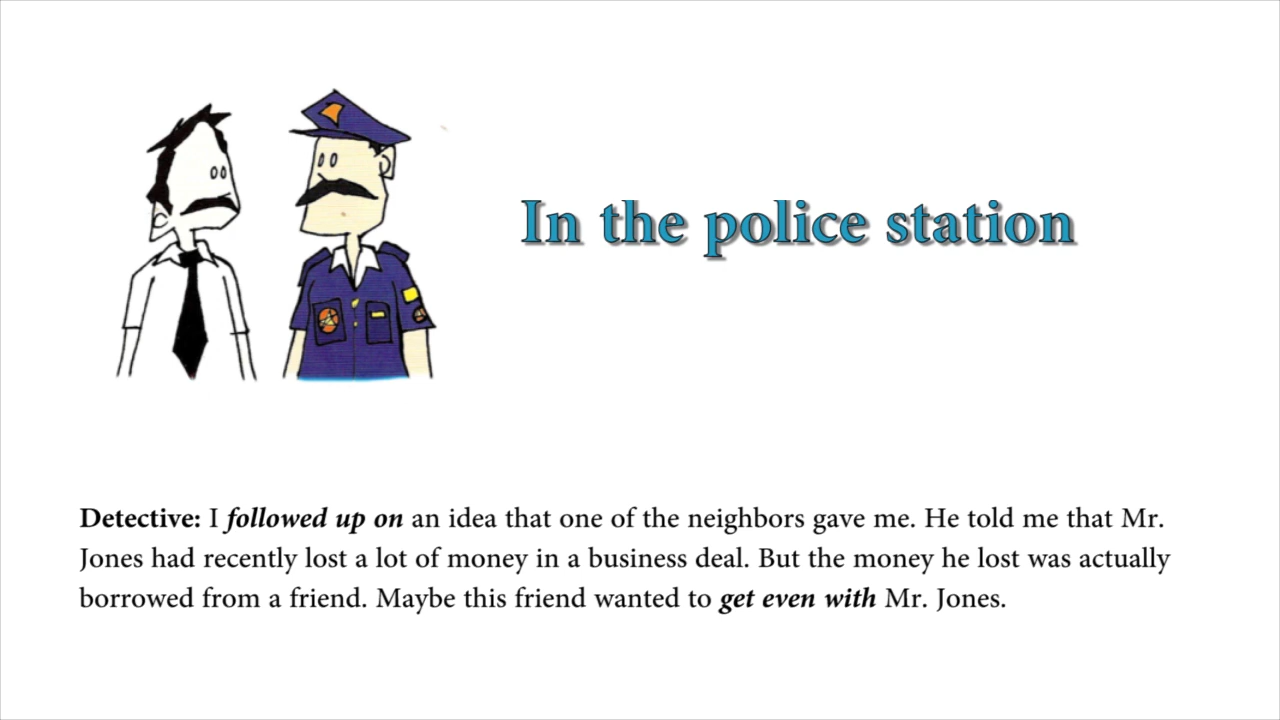 In the police station
Detective: I followed up on an idea that one of the neighbors gave me. He told me that Mr.
Jones had recently lost a lot of money in a business deal. But the money he lost was actually
borrowed from a friend. Maybe this friend wanted to get even with Mr. Jones.